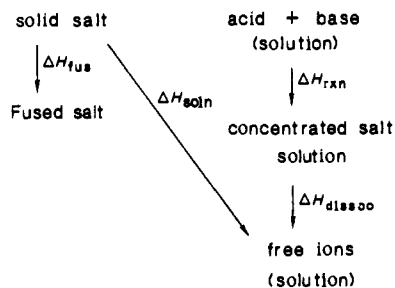 solid salt
ΔHfus
Fused salt
ΔHsoln
acid + base
(solution)
ΔHrxn
concentrated salt
solution
ΔHdissoc
free ions
(solution)